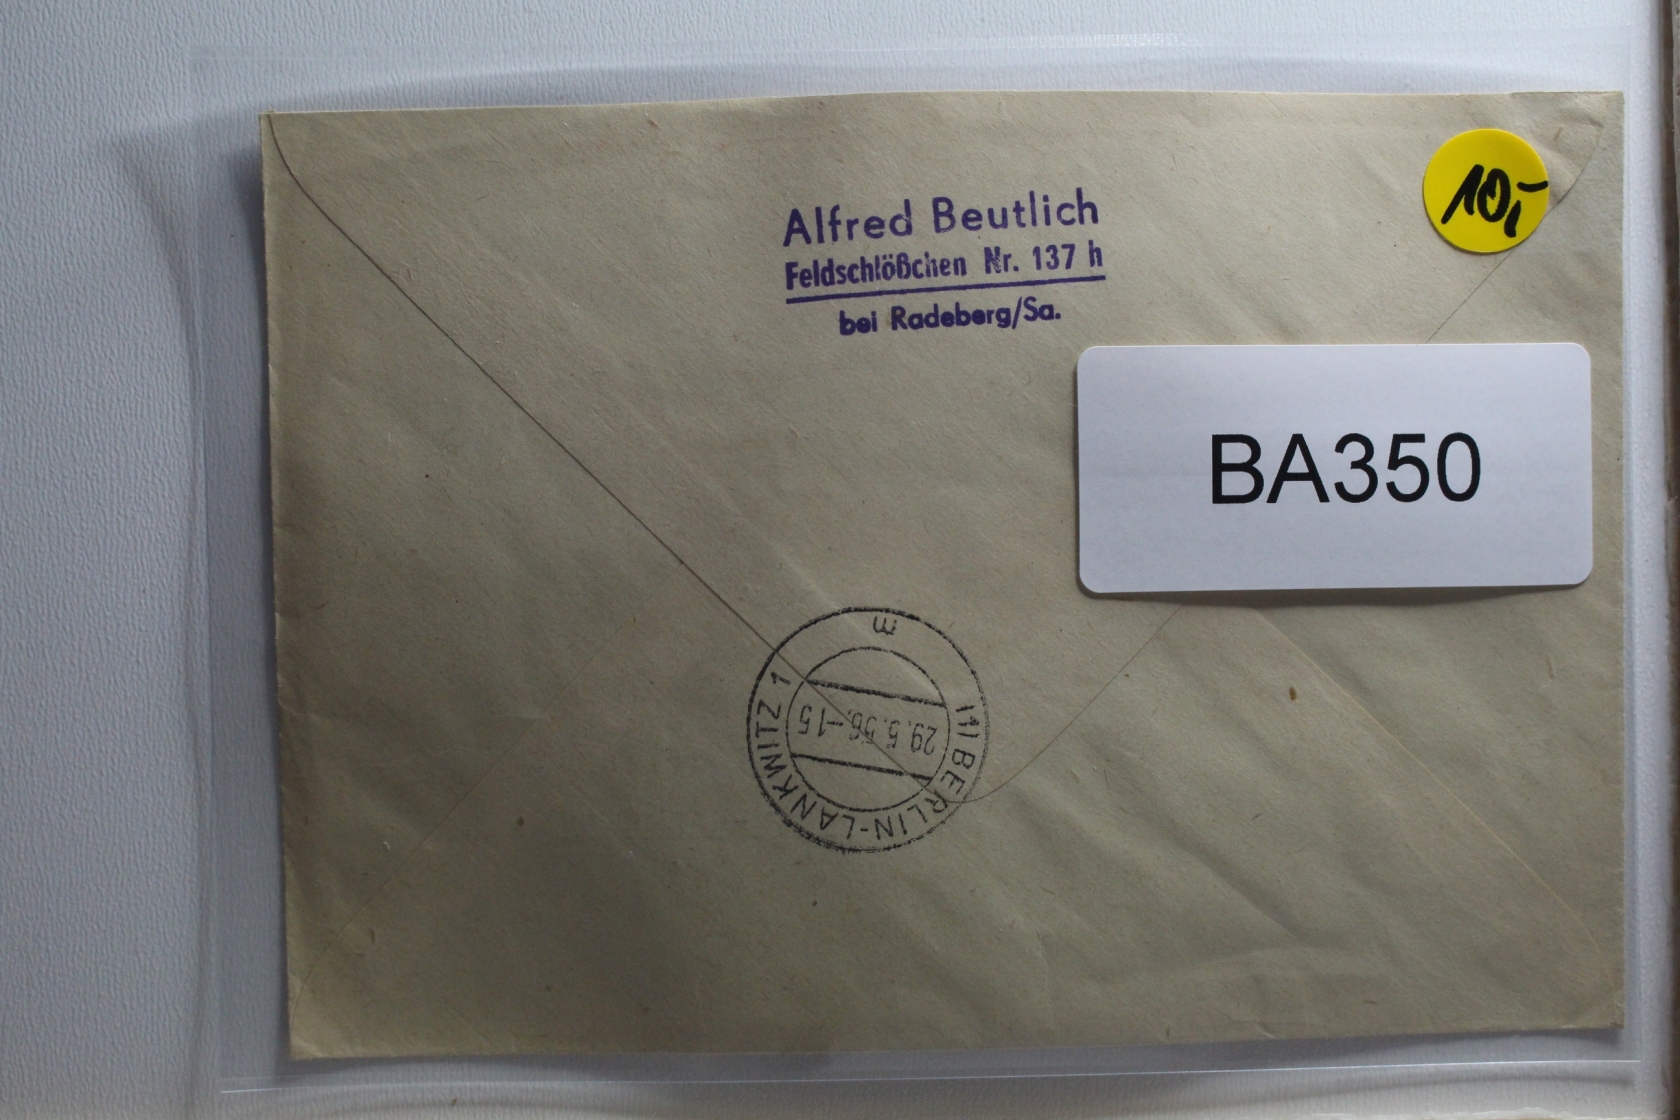 Alfred Beutlich
Feldschlößchen Nr. 137 h
bei Radeberg/Sa.
10,-
BA350
(1) BERLIN-LANKWITZ 1
29.5.56.-15
m